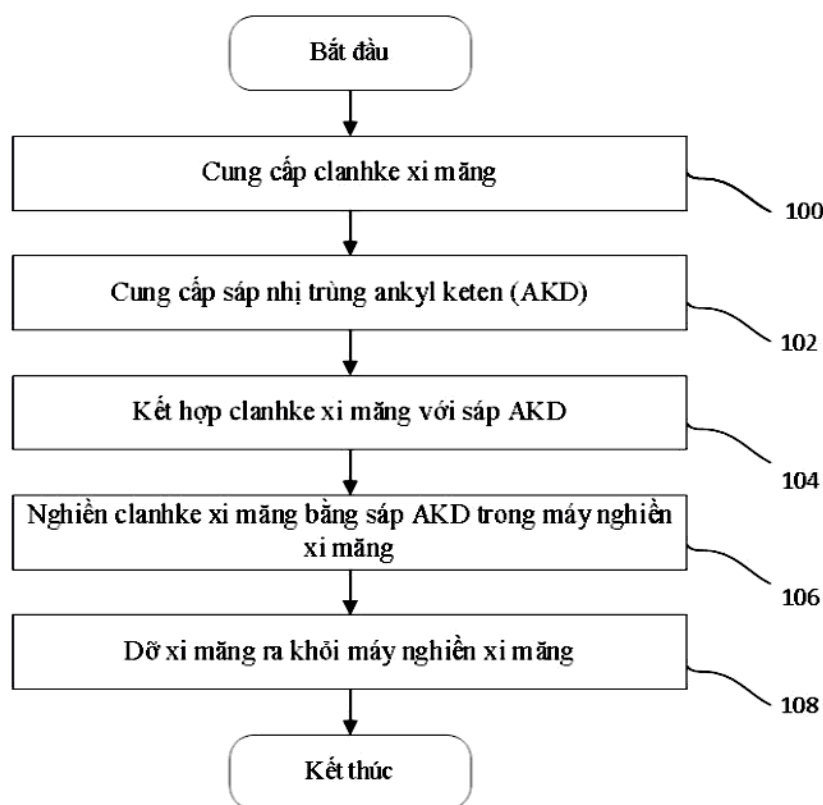 Bắt đầu
Cung cấp clanhke xi măng
100
Cung cấp sáp nhị trùng ankyl keten (AKD)
102
Kết hợp clanhke xi măng với sáp AKD
104
Nghiền clanhke xi măng bằng sáp AKD trong máy nghiền
xi măng
106
Dỡ xi măng ra khỏi máy nghiền xi măng
108
Kết thúc